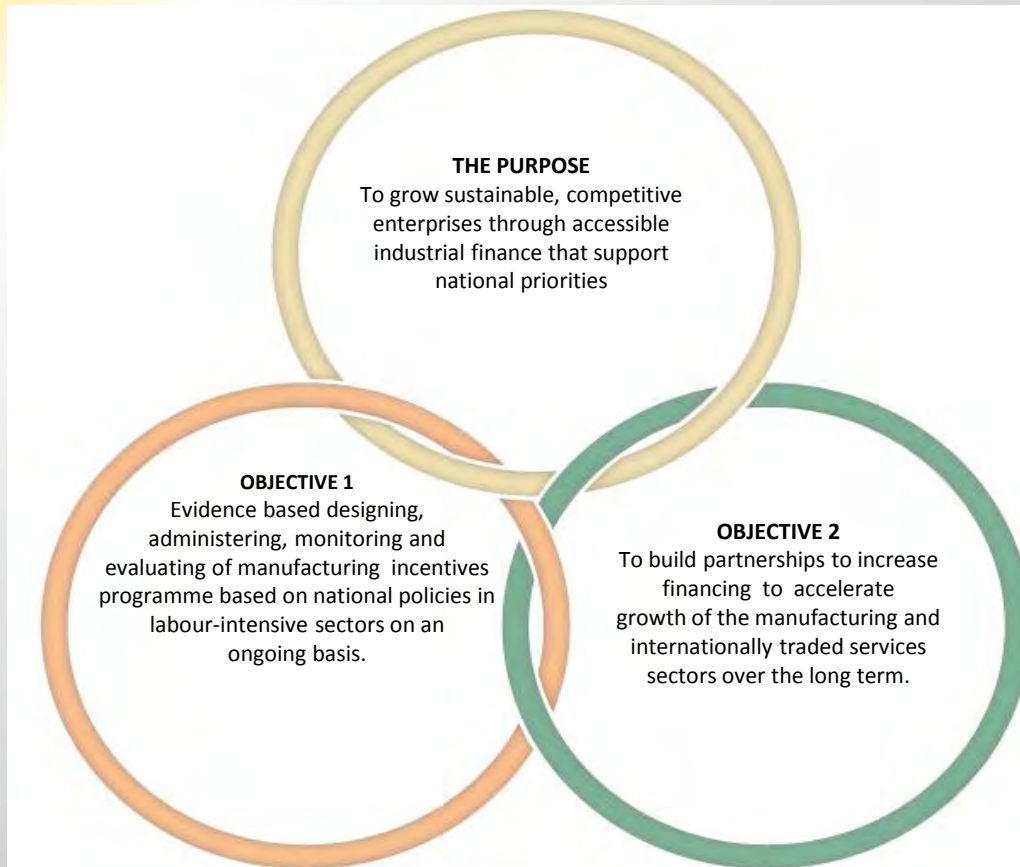 THE PURPOSE
To grow sustainable, competitive
enterprises through accessible
industrial finance that support
national priorities
OBJECTIVE 1
Evidence based designing,
administering, monitoring and
evaluating of manufacturing incentives
programme based on national policies in
labour-intensive sectors on an
ongoing basis.
OBJECTIVE 2
To build partnerships to increase
financing to accelerate
growth of the manufacturing and
internationally traded services
sectors over the long term.